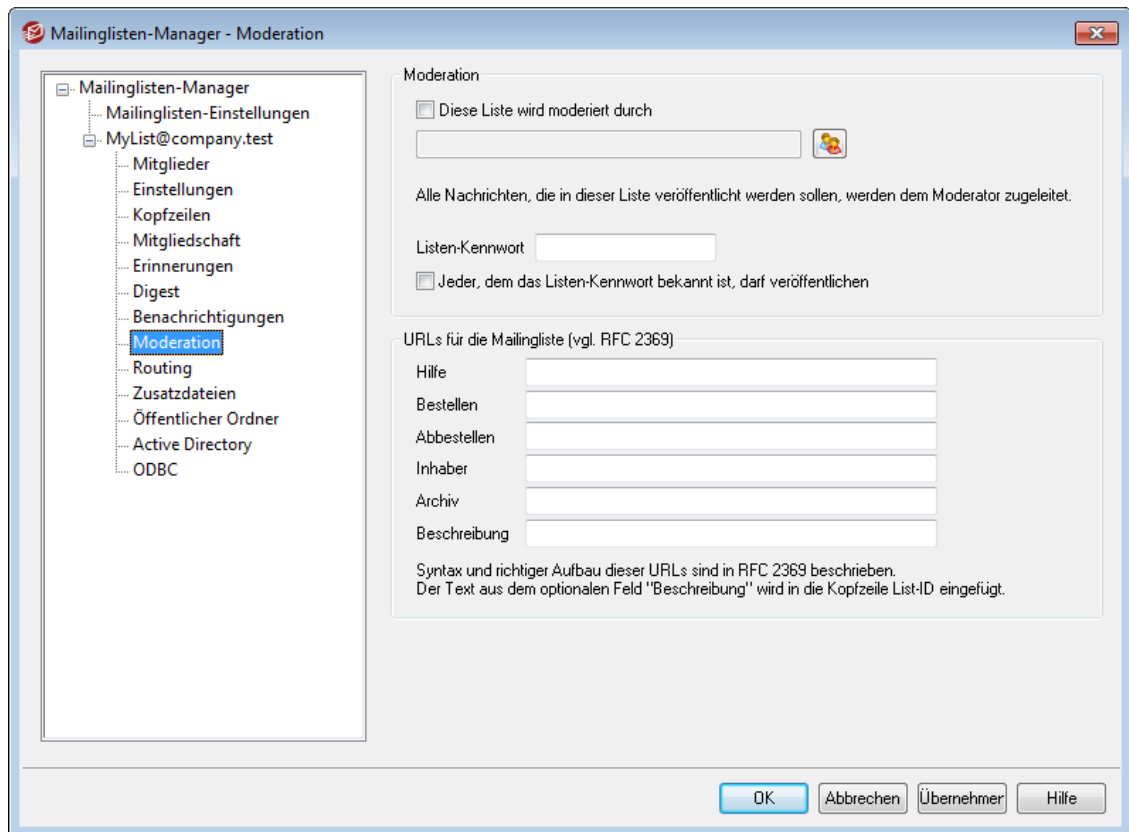 Mailinglisten-Manager - Moderation
Mailinglisten-Manager
Mailinglisten-Einstellungen
MyList@company.test
Mitglieder
Einstellungen
Kopfzeilen
Mitgliedschaft
Erinnerungen
Digest
Benachrichtigungen
Moderation
Routing
Zusatzdateien
Öffentlicher Ordner
Active Directory
ODBC
Moderation
Diese Liste wird moderiert durch
Alle Nachrichten, die in dieser Liste veröffentlicht werden sollen, werden dem Moderator zugeleitet.
Listen-Kennwort
Jeder, dem das Listen-Kennwort bekannt ist, darf veröffentlichen
URLs für die Mailingliste (vgl. RFC 2369)
Hilfe
Bestellen
Abbestellen
Inhaber
Archiv
Beschreibung
Syntax und richtiger Aufbau dieser URLs sind in RFC 2369 beschrieben.
Der Text aus dem optionalen Feld "Beschreibung" wird in die Kopfzeile List-ID eingefügt.
OK
Abbrechen
Übernehmer
Hilfe